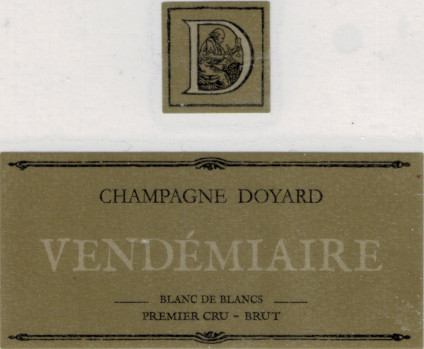 D
CHAMPAGNE DOYARD
VENDÉMIAIRE
BLANC DE BLANCS
PREMIER CRU - BRUT